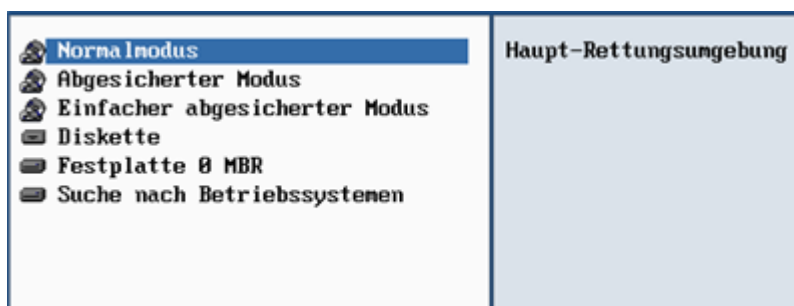 Normalmodus
Abgesicherter Modus
Einfacher abgesicherter Modus
Diskette
Festplatte 0 MBR
Suche nach Betriebssystemen
Haupt-Rettungsumgebung